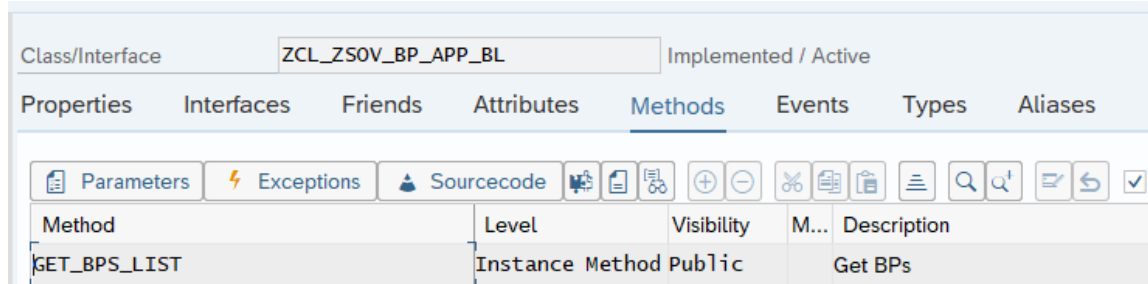 Class/Interface ZCL_ZSOV_BP_APP_BL Implemented / Active
Properties Interfaces Friends Attributes Methods Events Types Aliases
Parameters Exceptions Sourcecode
Method Level Visibility M... Description
GET_BPS_LIST Instance Method Public Get BPs